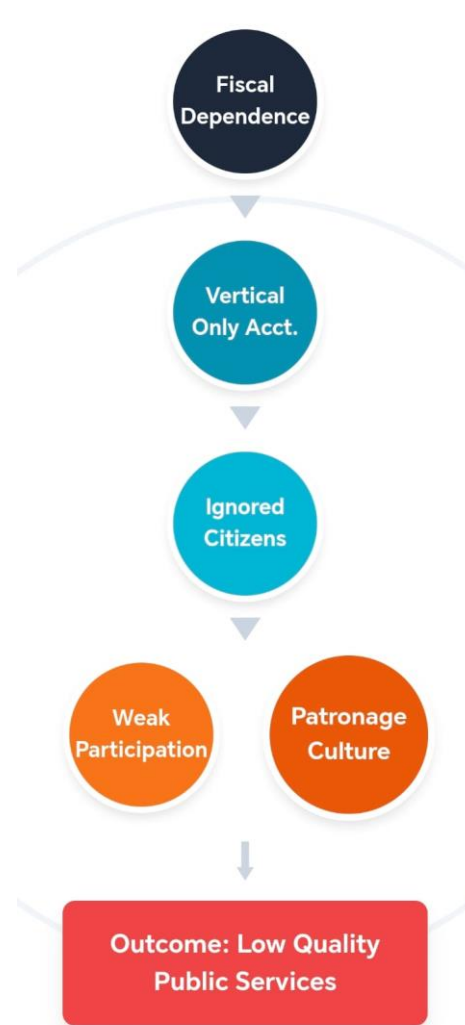 Fiscal
Dependence
Vertical
Only Acct.
Ignored
Citizens
Weak
Participation
Patronage
Culture
Outcome: Low Quality
Public Services